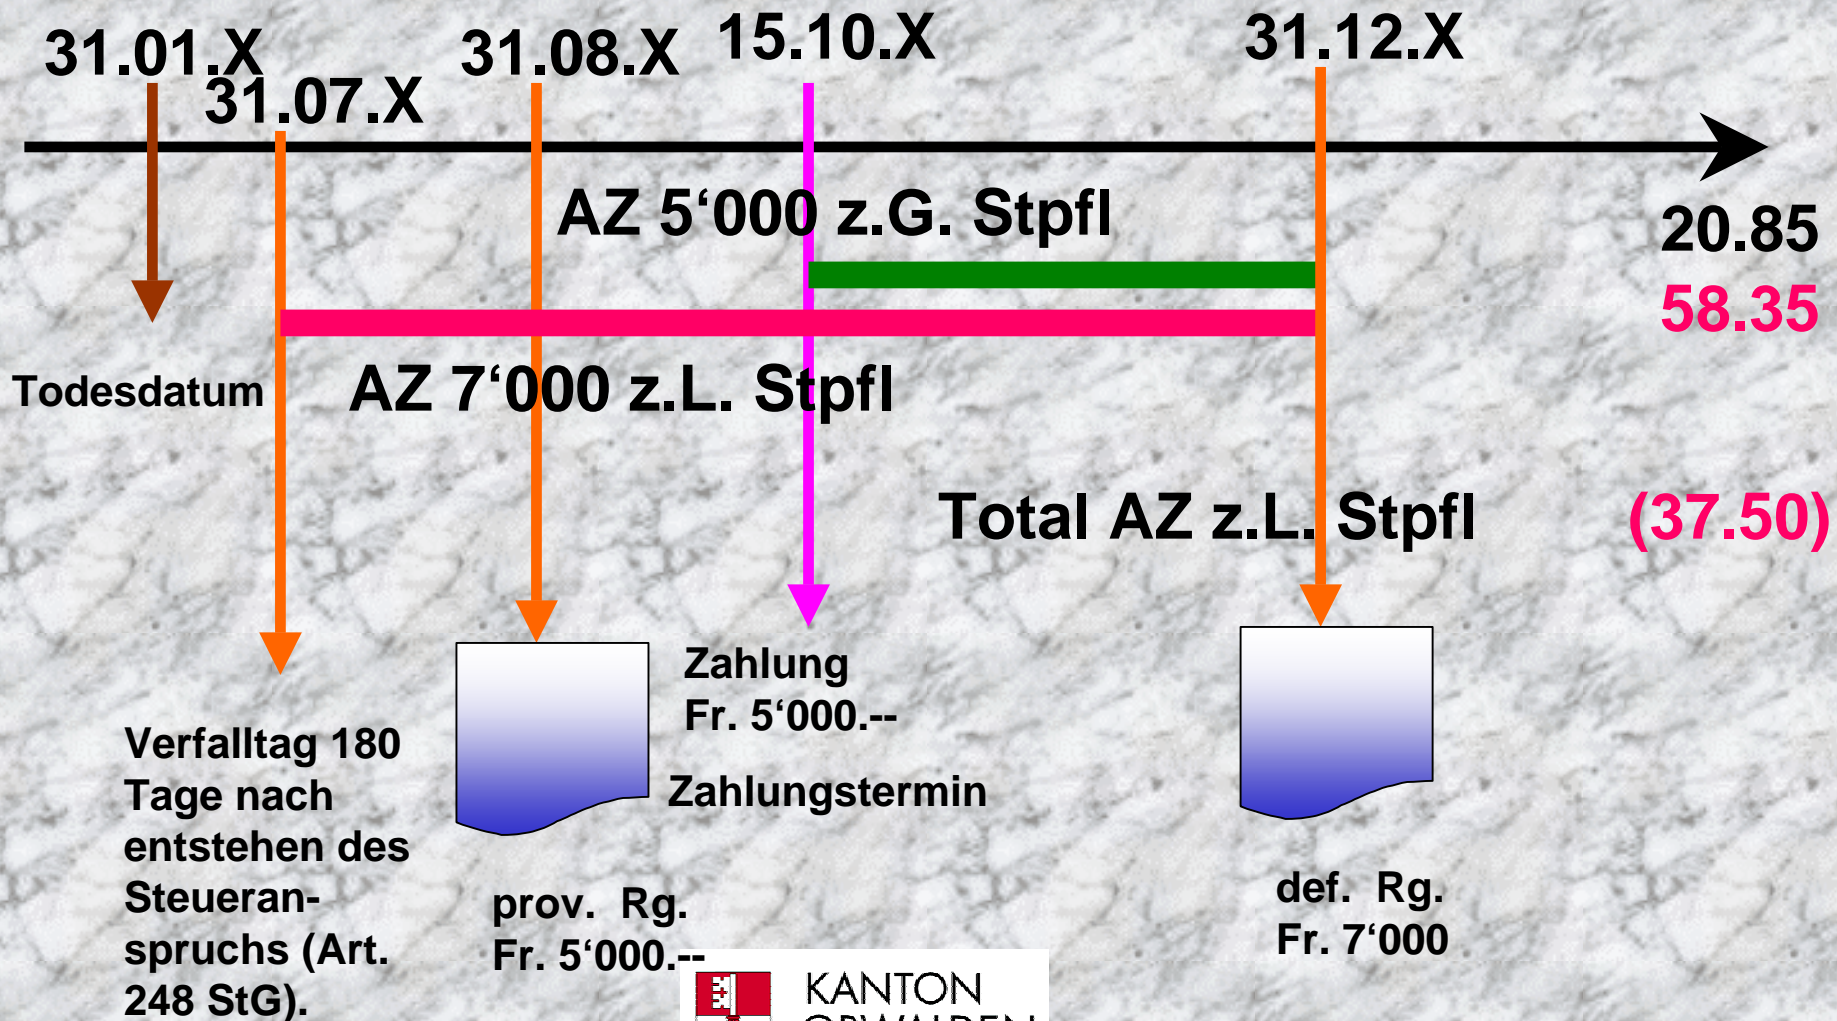 31.01.X
31.07.X
31.08.X
15.10.X
31.12.X
AZ 5‘000 z.G. Stpfl
20.85
58.35
Todesdatum
AZ 7‘000 z.L. Stpfl
Total AZ z.L. Stpfl
(37.50)
Verfalltag 180
Tage nach
entstehen des
Steueran-
spruchs (Art.
248 StG).
prov. Rg.
Fr. 5‘000.--
Zahlung
Fr. 5‘000.--
Zahlungstermin
def. Rg.
Fr. 7‘000
KANTON
OBWALDEN